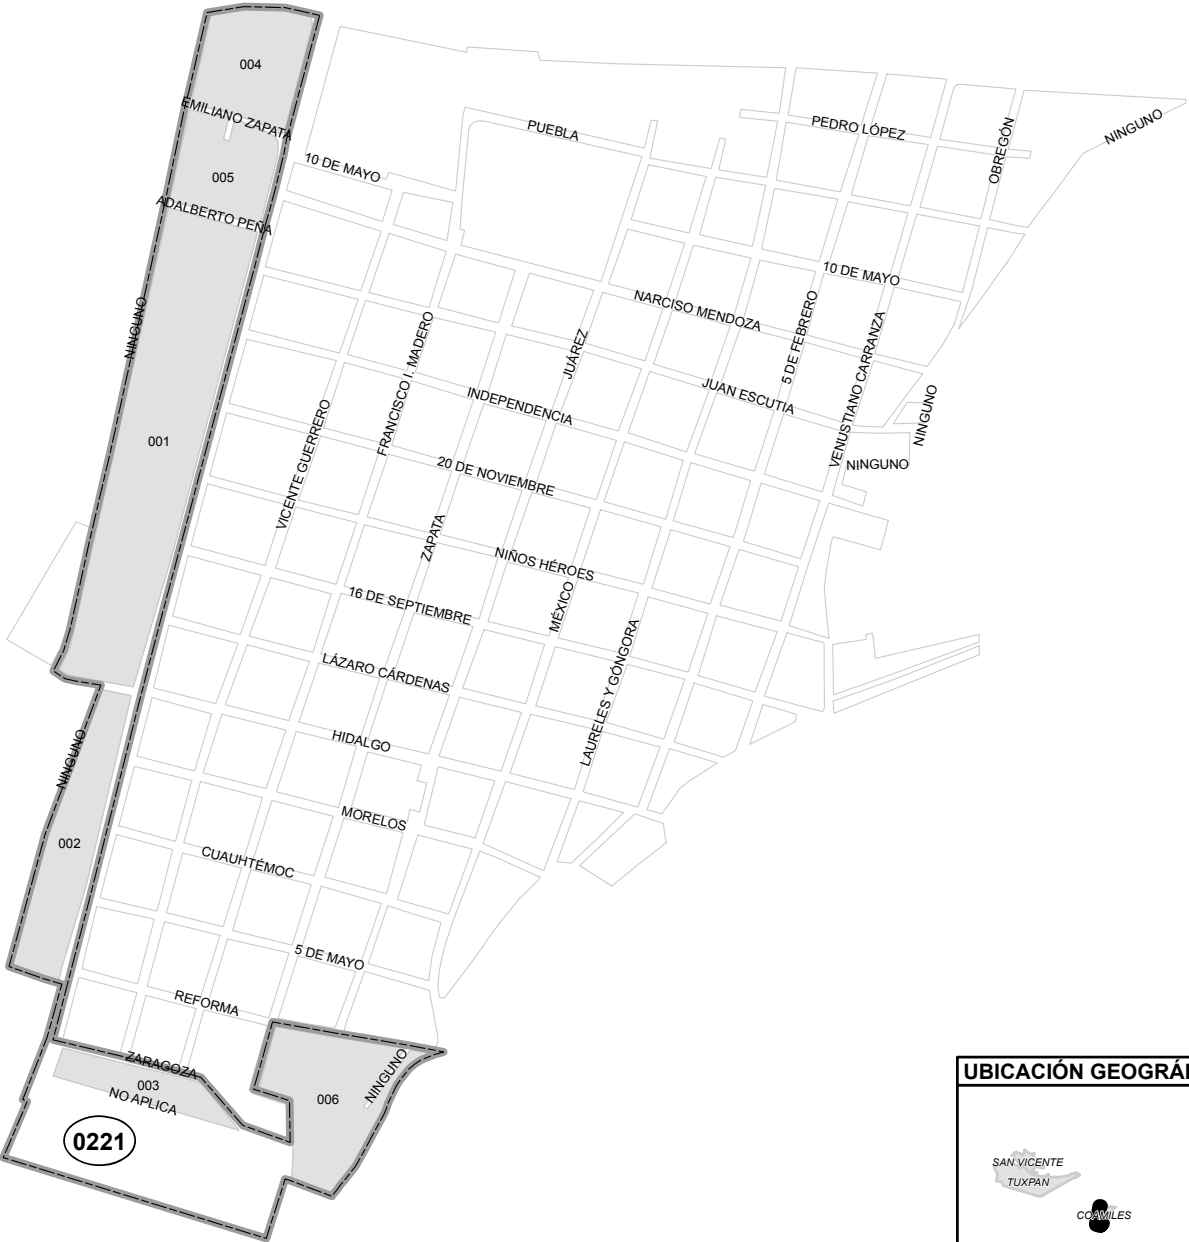 004
EMILIANO ZAPATA
PUEBLA
PEDRO LÓPEZ
NINGUNO
OBREGÓN
10 DE MAYO
005
ADALBERTO PEÑA
10 DE MAYO
NARCISO MENDOZA
NINGUNO
FRANCISCO I. MADERO
JUÁREZ
5 DE FEBRERO
VENUSTIANO CARRANZA
JUAN ESCUTIA
INDEPENDENCIA
NINGUNO
001
VICENTE GUERRERO
20 DE NOVIEMBRE
NINGUNO
ZAPATA
NIÑOS HÉROES
16 DE SEPTIEMBRE
MÉXICO
LÁZARO CÁRDENAS
LAURELES Y GÓNGORA
HIDALGO
NINGUNO
MORELOS
002
CUAUHTÉMOC
5 DE MAYO
REFORMA
ZARAGOZA
003
NO APLICA
NINGUNO
006
0221
UBICACIÓN GEOGRÁ
SAN VICENTE
TUXPAN
COAMILES